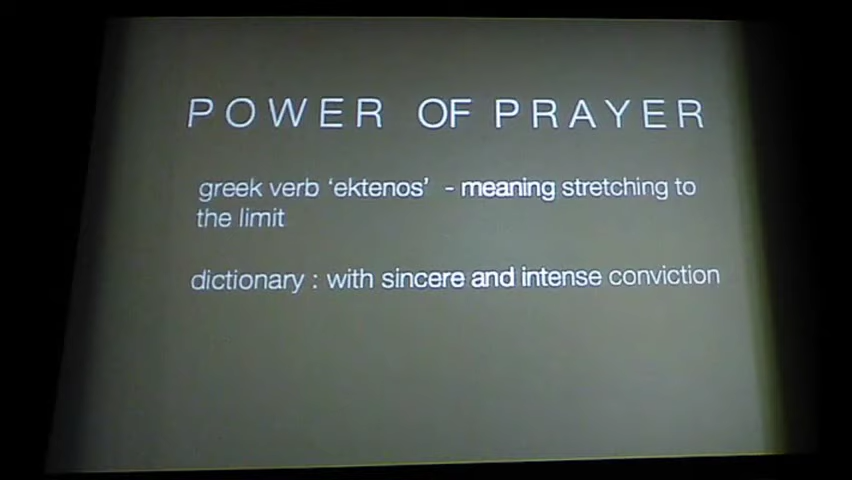 POWER OF PRAYER
greek verb ‘ektenos’ - meaning stretching to
the limit
dictionary : with sincere and intense conviction